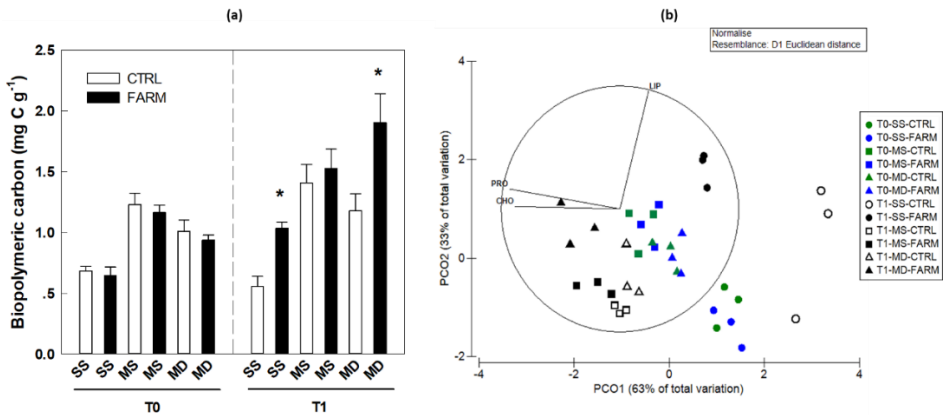 (a)
Biopolymeric carbon (mg C g⁻¹)
2.5
2.0
1.5
1.0
.5
0.0
CTRL
FARM
*
*
SS SS MS MS MD MD SS SS MS MS MD MD
T0 T1
(b)
Normalise
Resemblance: D1 Euclidean distance
PCO2 (33% of total variation)
4
2
0
-2
LIP
PRO
CHO
-4 -2 0 2 4
PCO1 (63% of total variation)
T0-SS-CTRL
T0-SS-FARM
T0-MS-CTRL
T0-MS-FARM
T0-MD-CTRL
T0-MD-FARM
T1-SS-CTRL
T1-SS-FARM
T1-MS-CTRL
T1-MS-FARM
T1-MD-CTRL
T1-MD-FARM